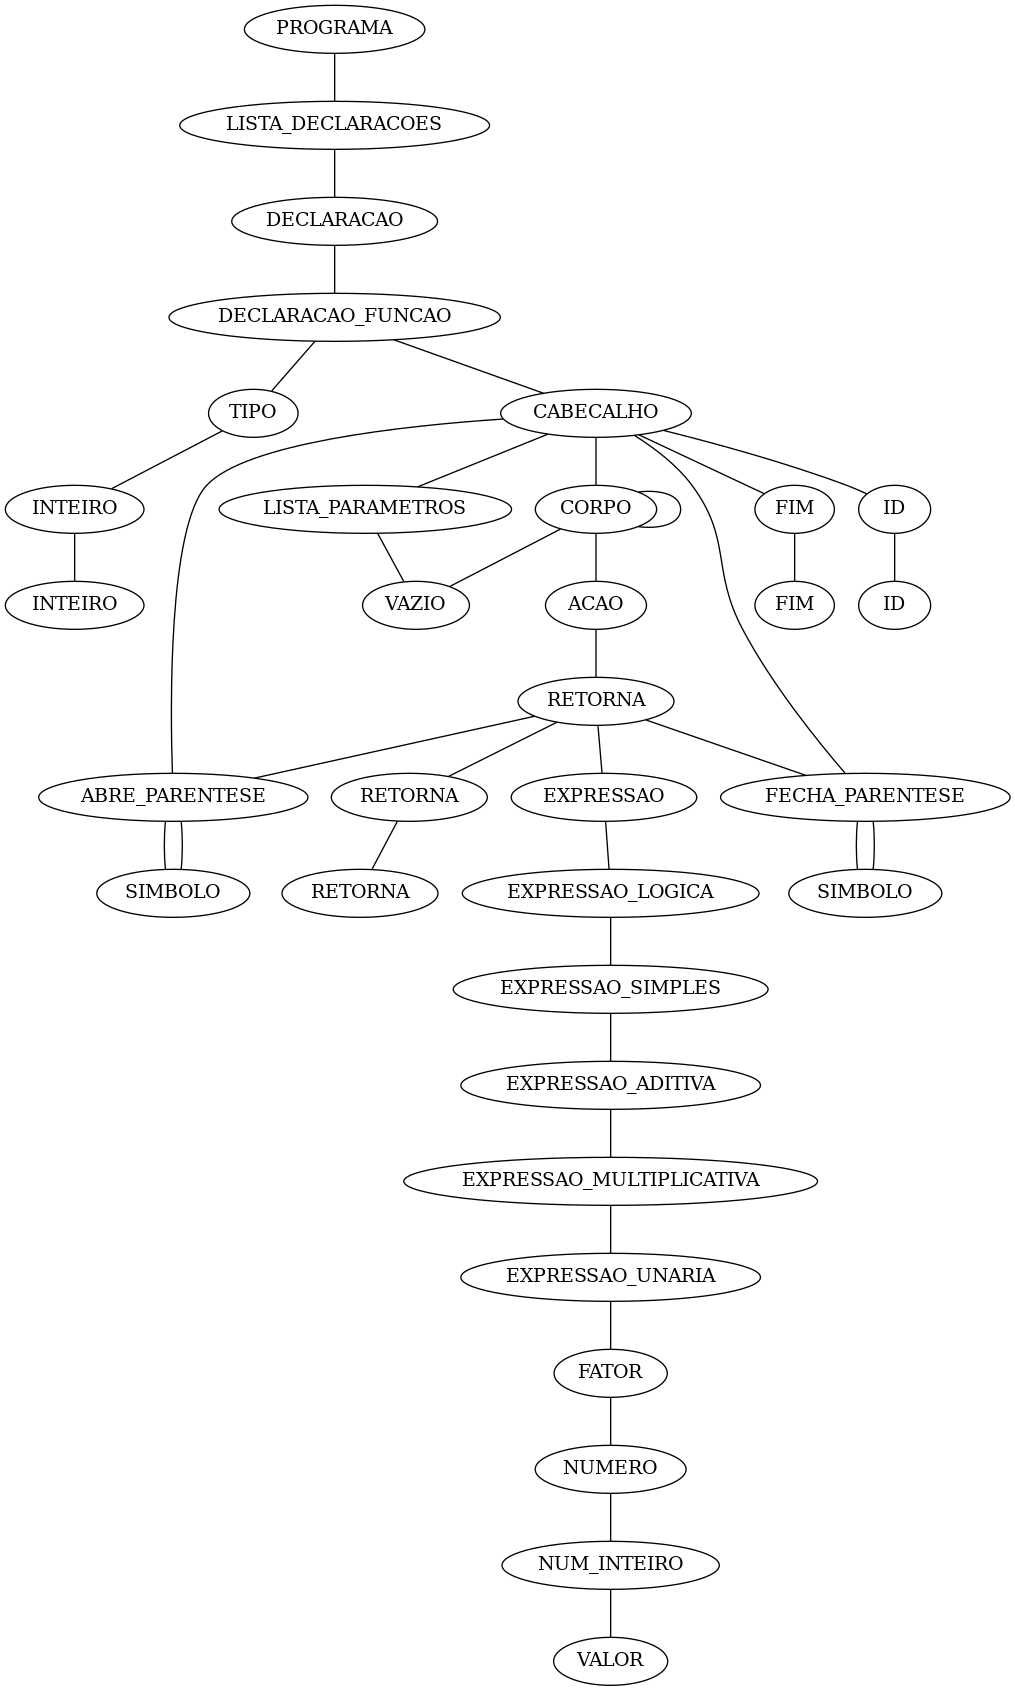 PROGRAMA
LISTA_DECLARACOES
DECLARACAO
DECLARACAO_FUNCAO
TIPO
CABECALHO
INTEIRO
LISTA_PARAMETROS
CORPO
FIM
ID
INTEIRO
VAZIO
ACAO
FIM
ID
RETORNA
ABRE_PARENTESE
RETORNA
EXPRESSAO
FECHA_PARENTESE
SIMBOLO
RETORNA
EXPRESSAO_LOGICA
SIMBOLO
EXPRESSAO_SIMPLES
EXPRESSAO_ADITIVA
EXPRESSAO_MULTIPLICATIVA
EXPRESSAO_UNARIA
FATOR
NUMERO
NUM_INTEIRO
VALOR